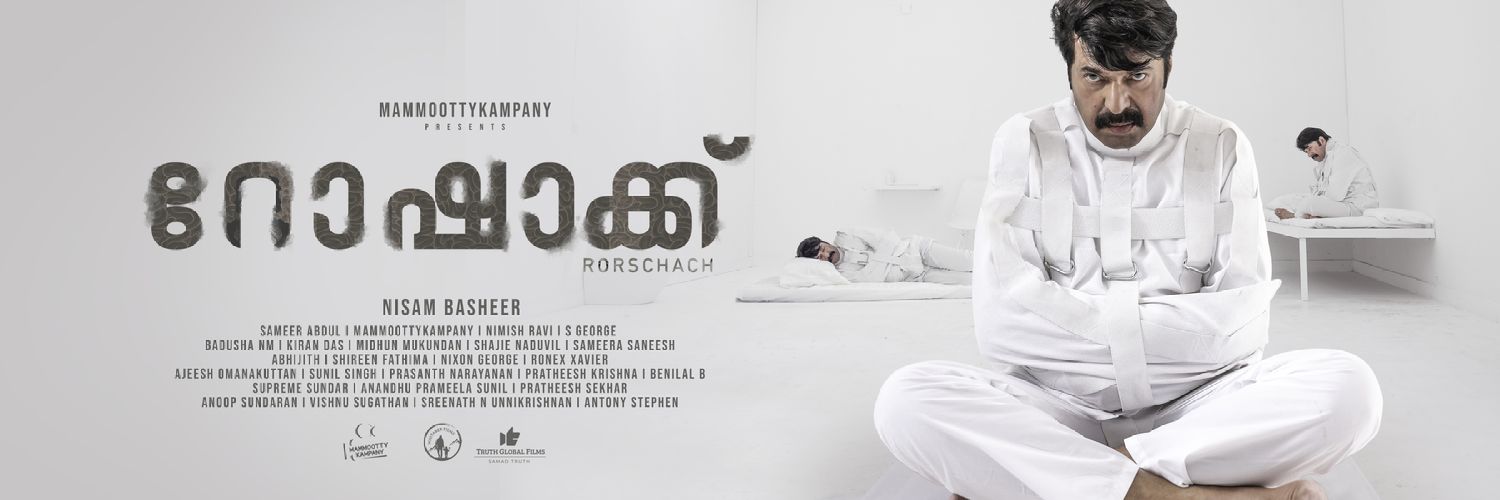 MAMMOOTTYKAMPANY
PRESENTS
റോഷാക്ക്
RORSCHACH
NISAM BASHEER
SAMEER ABDUL I MAMMOOTTYKAMPANY I NIMISH RAVI I S GEORGE
BADUSHA NM I KIRAN DAS I MIDHUN MUKUNDAN I SHAJIE NADUVIL I SAMEERA SANEESH
ABHIJITH I SHIREEN FATHIMA I NIXON GEORGE I RONEX XAVIER
AJEESH OMANAKUTTAN I SUNIL SINGH I PRASANTH NARAYANAN I PRATHEESH KRISHNA I BENILAL B
SUPREME SUNDAR I ANANDHU PRAMEELA SUNIL I PRATHEESH SEKHAR
ANOOP SUNDARAN I VISHNU SUGATHAN I SREENATH N UNNIKRISHNAN I ANTONY STEPHEN
MAMMOOTTY
KAMPANY
TRUTH GLOBAL FILMS
SAMAD TRUTH